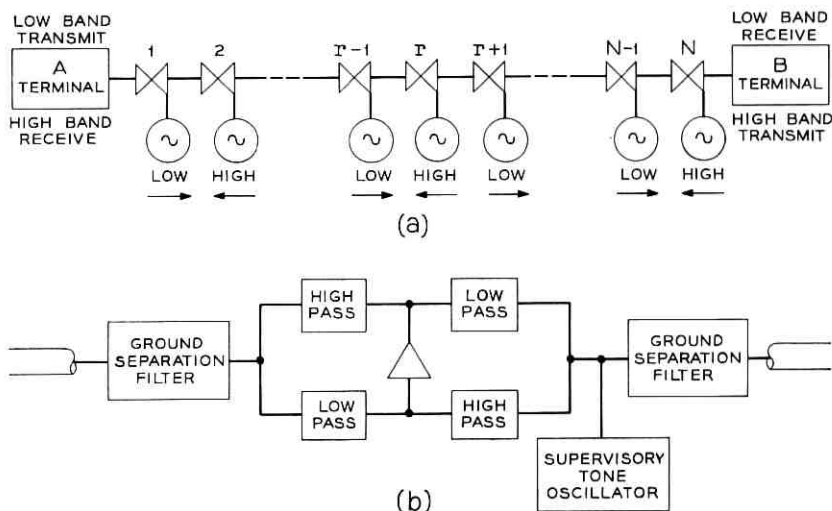 LOW BAND
TRANSMIT
A
TERMINAL
HIGH BAND
RECEIVE
1
2
r-1
r
r+1
N-1
N
LOW BAND
RECEIVE
B
TERMINAL
HIGH BAND
TRANSMIT
LOW
HIGH
LOW
HIGH
LOW
LOW
HIGH
(a)
GROUND
SEPARATION
FILTER
HIGH
PASS
LOW
PASS
LOW
PASS
HIGH
PASS
GROUND
SEPARATION
FILTER
SUPERVISORY
TONE
OSCILLATOR
(b)